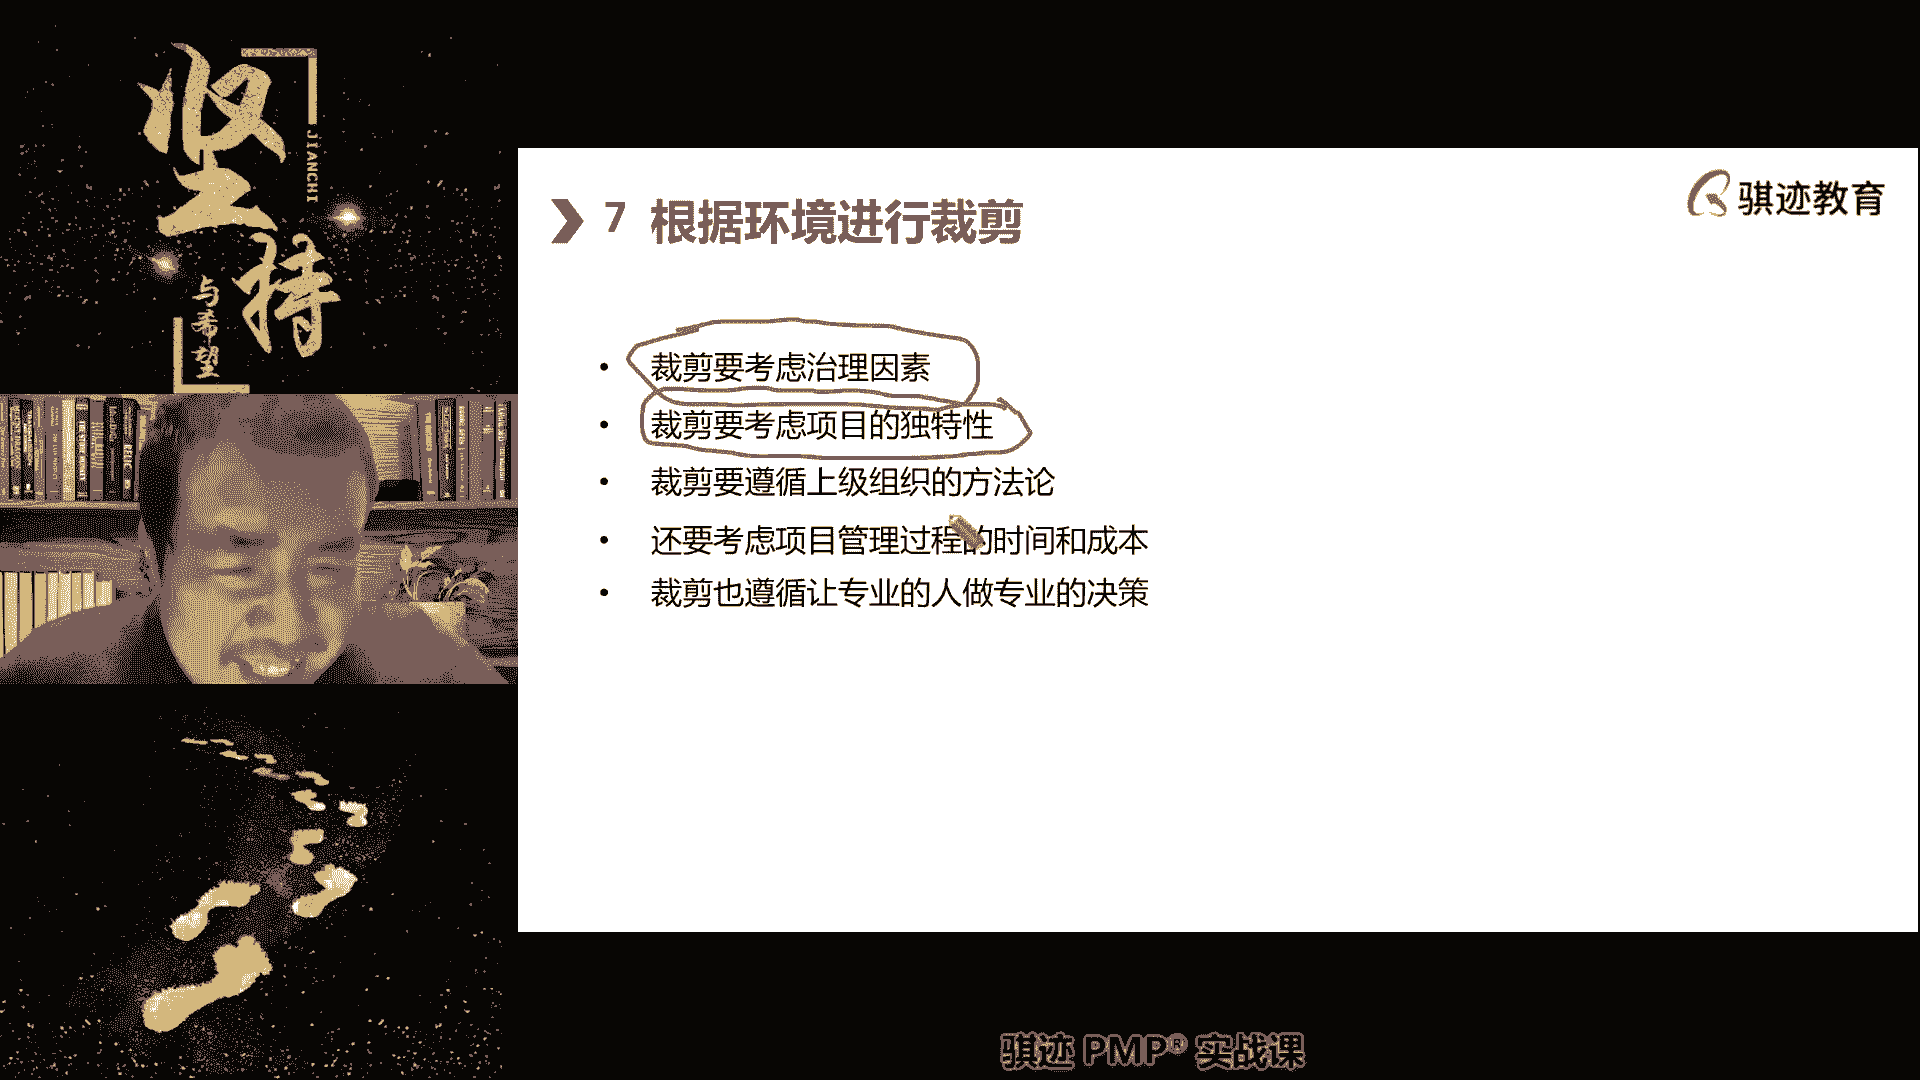 坚持
JIANCHI
与希望
骐迹教育
7 根据环境进行裁剪
• 裁剪要考虑治理因素
• 裁剪要考虑项目的独特性
• 裁剪要遵循上级组织的方法论
• 还要考虑项目管理过程的时间和成本
• 裁剪也遵循让专业的人做专业的决策
骐迹 PMP® 实战课